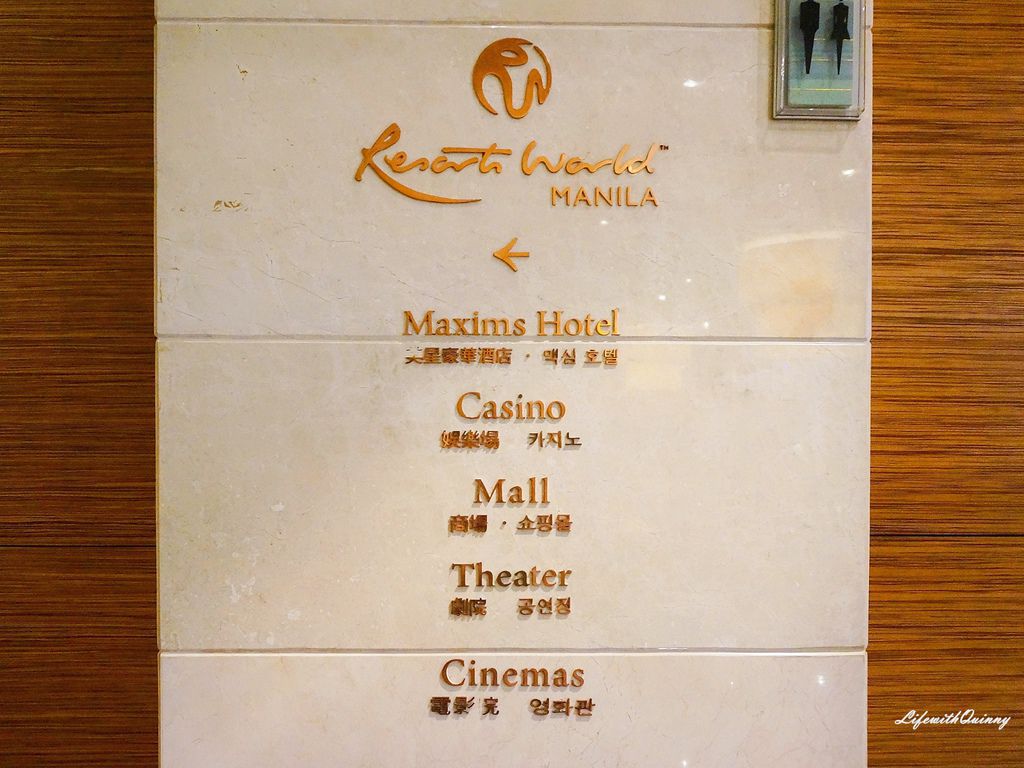 RW
Resorts World™
MANILA
←
Maxims Hotel
美星豪華酒店 · 맥심 호텔
Casino
娛樂場 카지노
Mall
商場 · 쇼핑몰
Theater
劇院 공연장
Cinemas
電影院 영화관
LifewithQuinny